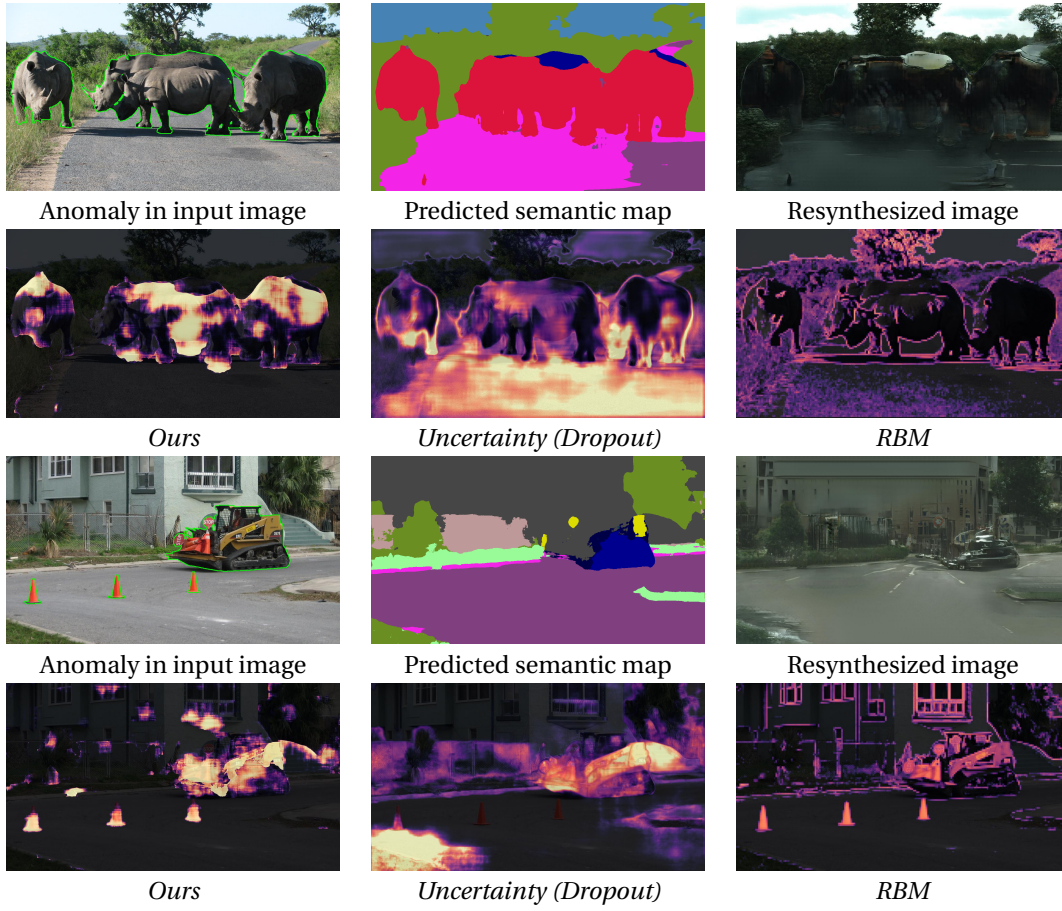 Anomaly in input image
Predicted semantic map
Resynthesized image
Ours
Uncertainty (Dropout)
RBM
STOP
Anomaly in input image
Predicted semantic map
Resynthesized image
Ours
Uncertainty (Dropout)
RBM